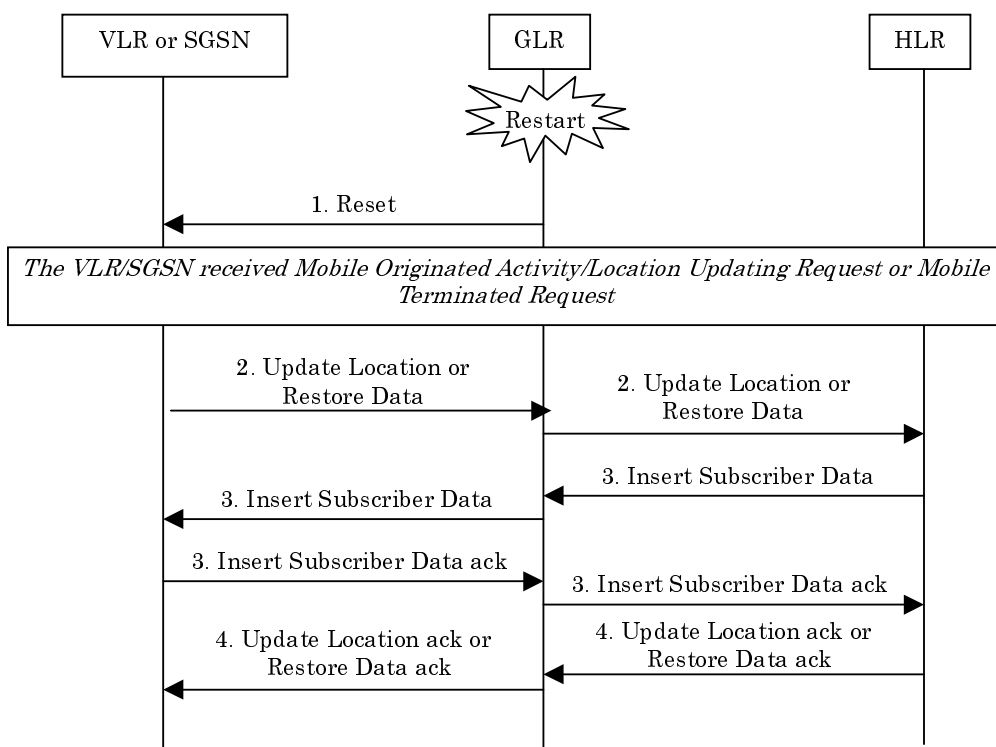 VLR or SGSN
GLR
HLR
Restart
1. Reset
The VLR/SGSN received Mobile Originated Activity/Location Updating Request or Mobile
Terminated Request
2. Update Location or
Restore Data
2. Update Location or
Restore Data
3. Insert Subscriber Data
3. Insert Subscriber Data
3. Insert Subscriber Data ack
3. Insert Subscriber Data ack
4. Update Location ack or
Restore Data ack
4. Update Location ack or
Restore Data ack